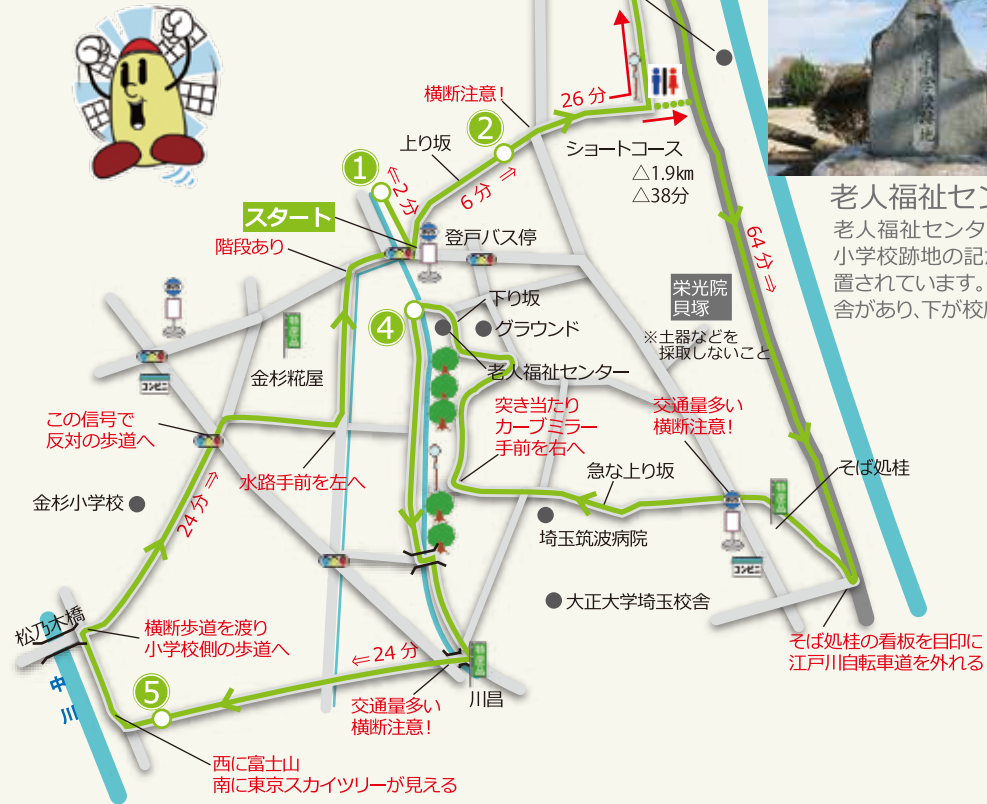 横断注意！
26分
2
上り坂
ショートコース
△1.9km
△38分
1
⇐2分
6分⇒
スタート
登戸バス停
階段あり
64分⇒
老人福祉セン
老人福祉センタ
小学校跡地の記
置されています。
舎があり、下が校
栄光院
貝塚
※土器などを
採取しないこと
下り坂
4
グラウンド
老人福祉センター
金杉糀屋
コンビニ
この信号で
反対の歩道へ
突き当たり
カーブミラー
手前を右へ
交通量多い
横断注意！
水路手前を左へ
急な上り坂
そば処桂
金杉小学校
24分⇒
埼玉筑波病院
コンビニ
大正大学埼玉校舎
松乃木橋
横断歩道を渡り
小学校側の歩道へ
そば処桂の看板を目印に
江戸川自転車道を外れる
中川
⇐24分
5
交通量多い
横断注意！
川昌
西に富士山
南に東京スカイツリーが見える